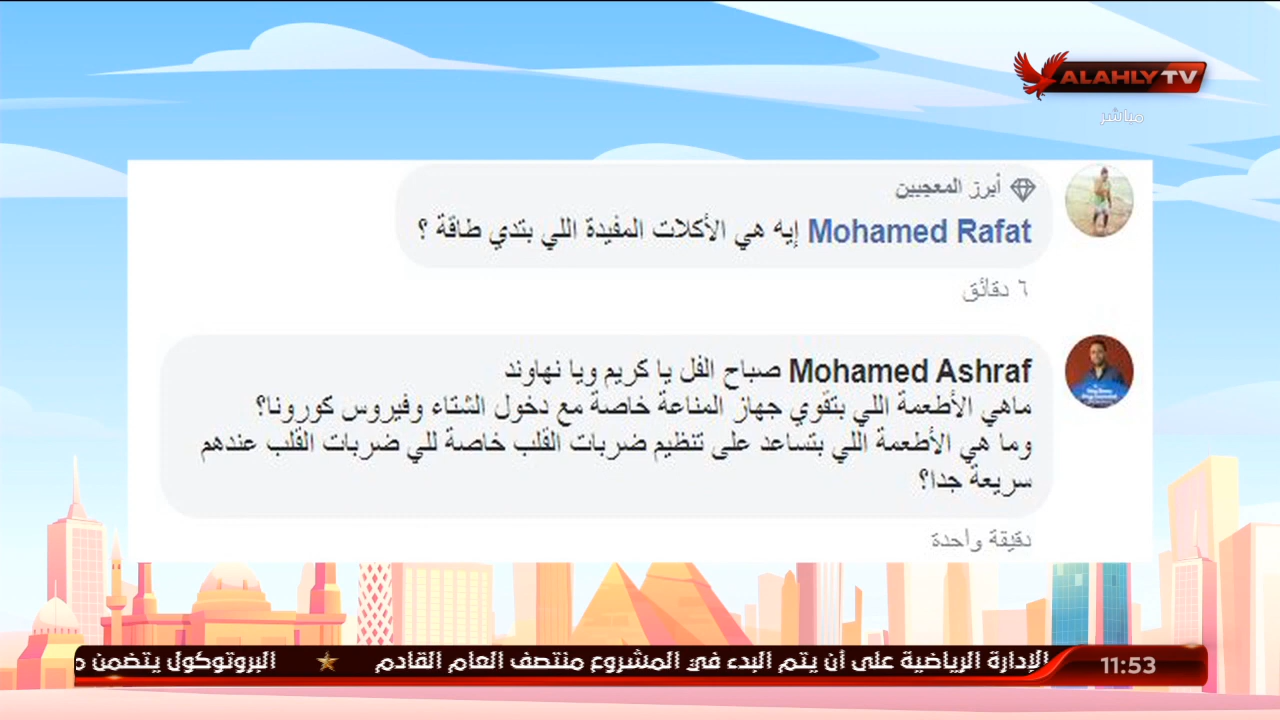 ALAHLY TV
مباشر
أبرز المعجبين
Mohamed Rafat إيه هي الأكلات المفيدة اللي بتدي طاقة ؟
٦ دقائق
Mohamed Ashraf صباح الفل يا كريم ويا نهاوند
ماهي الأطعمة اللي بتقوي جهاز المناعة خاصة مع دخول الشتاء وفيروس كورونا؟
وما هي الأطعمة اللي بتساعد على تنظيم ضربات القلب خاصة للي ضربات القلب عندهم
سريعة جدا؟
دقيقة واحدة
الإدارة الرياضية على أن يتم البدء في المشروع منتصف العام القادم ★ البروتوكول يتضمن
11:53